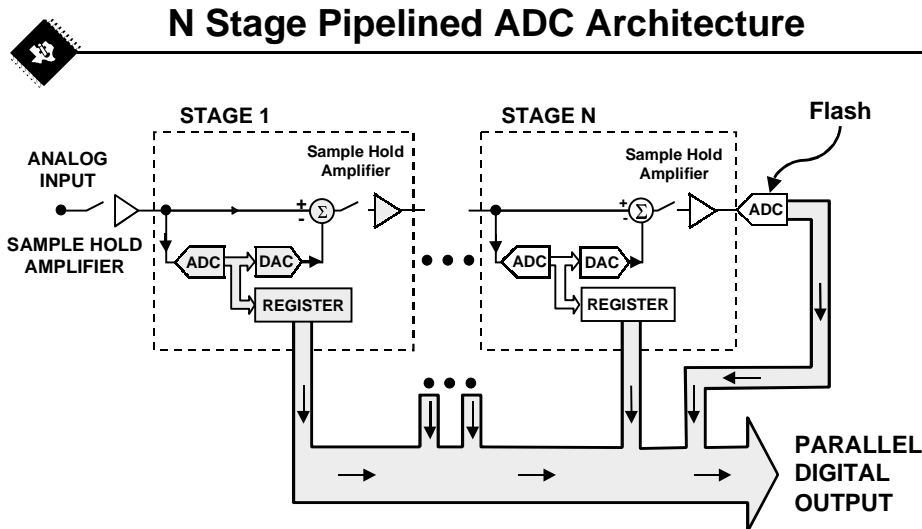 N Stage Pipelined ADC Architecture
STAGE 1
STAGE N
Flash
ANALOG
INPUT
Sample Hold
Amplifier
Sample Hold
Amplifier
+
-
Σ
+
-
Σ
ADC
SAMPLE HOLD
AMPLIFIER
ADC
DAC
ADC
DAC
REGISTER
REGISTER
PARALLEL
DIGITAL
OUTPUT